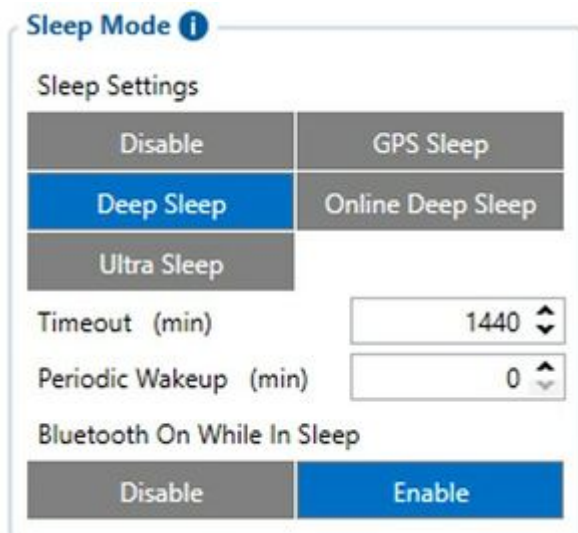 Sleep Mode i
Sleep Settings
Disable GPS Sleep
Deep Sleep Online Deep Sleep
Ultra Sleep
Timeout (min) 1440
Periodic Wakeup (min) 0
Bluetooth On While In Sleep
Disable Enable